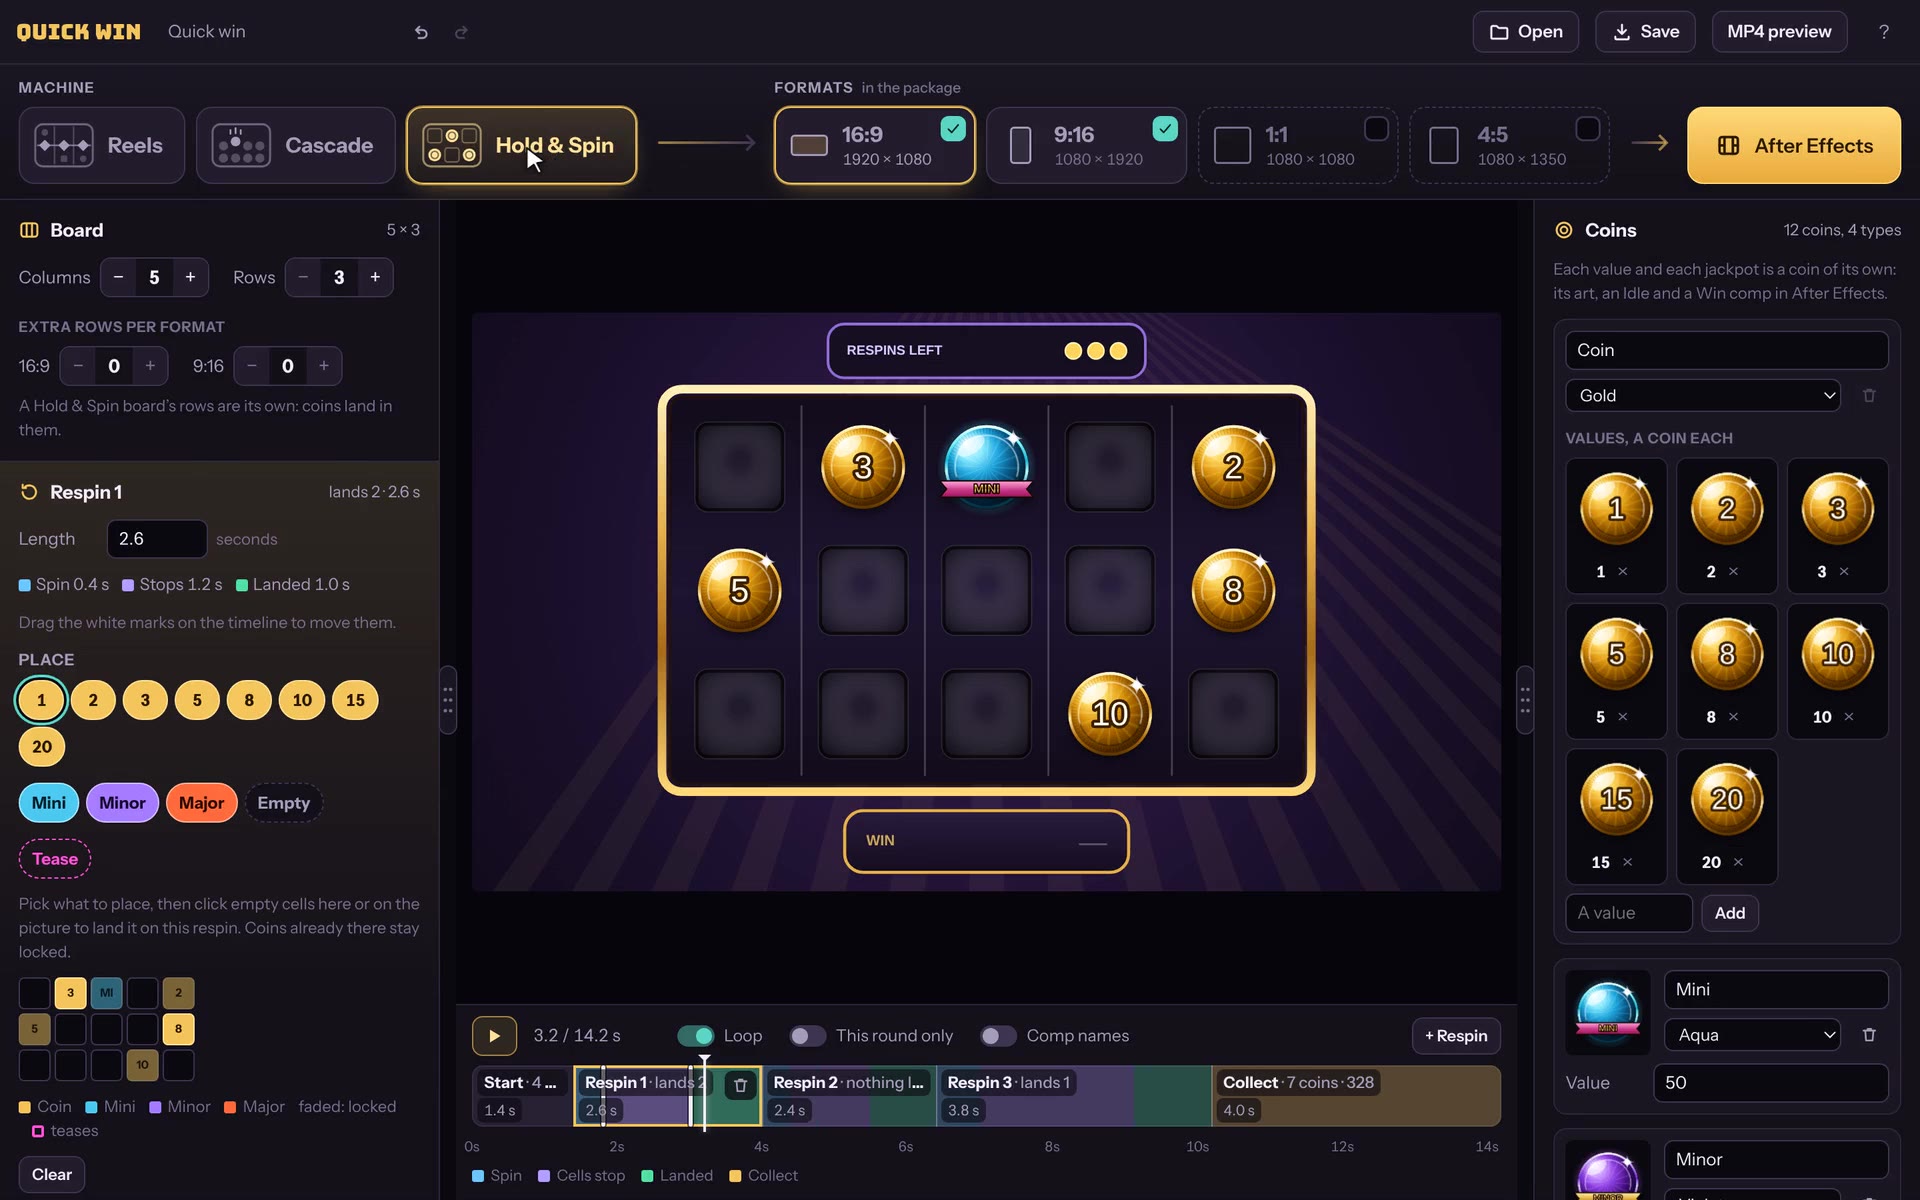 QUICK WIN
Quick win
Open
Save
MP4 preview
?
MACHINE
FORMATS in the package
Reels
Cascade
Hold & Spin
16:9
1920 × 1080
9:16
1080 × 1920
1:1
1080 × 1080
4:5
1080 × 1350
After Effects
Board
5 × 3
Columns
− 5 +
Rows
− 3 +
EXTRA ROWS PER FORMAT
16:9
− 0 +
9:16
− 0 +
A Hold & Spin board's rows are its own: coins land in
them.
Respin 1
lands 2 · 2.6 s
Length
2.6
seconds
Spin 0.4 s
Stops 1.2 s
Landed 1.0 s
Drag the white marks on the timeline to move them.
PLACE
1 2 3 5 8 10 15
20
Mini
Minor
Major
Empty
Tease
Pick what to place, then click empty cells here or on the
picture to land it on this respin. Coins already there stay
locked.
3 MI 2
5 8
10
Coin
Mini
Minor
Major
faded: locked
teases
Clear
RESPINS LEFT
3 MINI 2
5 8
10
WIN —
3.2 / 14.2 s
Loop
This round only
Comp names
+ Respin
Start · 4 ...
1.4 s
Respin 1 · lands 2
2.6 s
Respin 2 · nothing l...
2.4 s
Respin 3 · lands 1
3.8 s
Collect · 7 coins · 328
4.0 s
0s 2s 4s 6s 8s 10s 12s 14s
Spin
Cells stop
Landed
Collect
Coins
12 coins, 4 types
Each value and each jackpot is a coin of its own:
its art, an Idle and a Win comp in After Effects.
Coin
Gold
VALUES, A COIN EACH
1 2 3
1 × 2 × 3 ×
5 8 10
5 × 8 × 10 ×
15 20
15 × 20 ×
A value
Add
MINI
Mini
Aqua
Value
50
MINOR
Minor